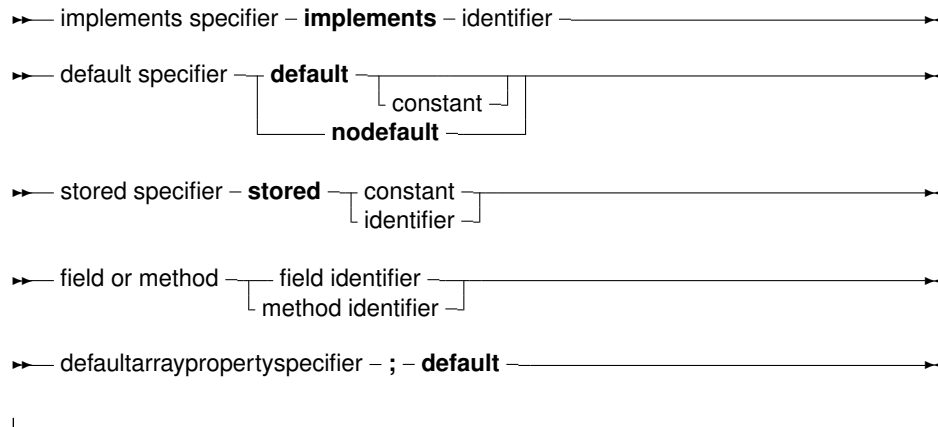 implements specifier implements identifier
default specifier default
constant
nodefault
stored specifier stored constant
identifier
field or method field identifier
method identifier
defaultarraypropertyspecifier ; default